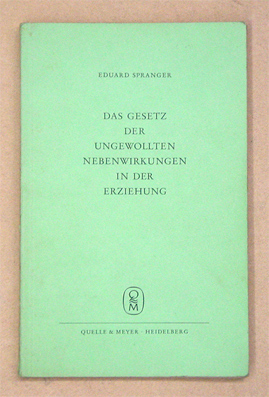 EDUARD SPRANGER
DAS GESETZ
DER
UNGEWOLLTEN
NEBENWIRKUNGEN
IN DER
ERZIEHUNG
Q&M
QUELLE & MEYER · HEIDELBERG